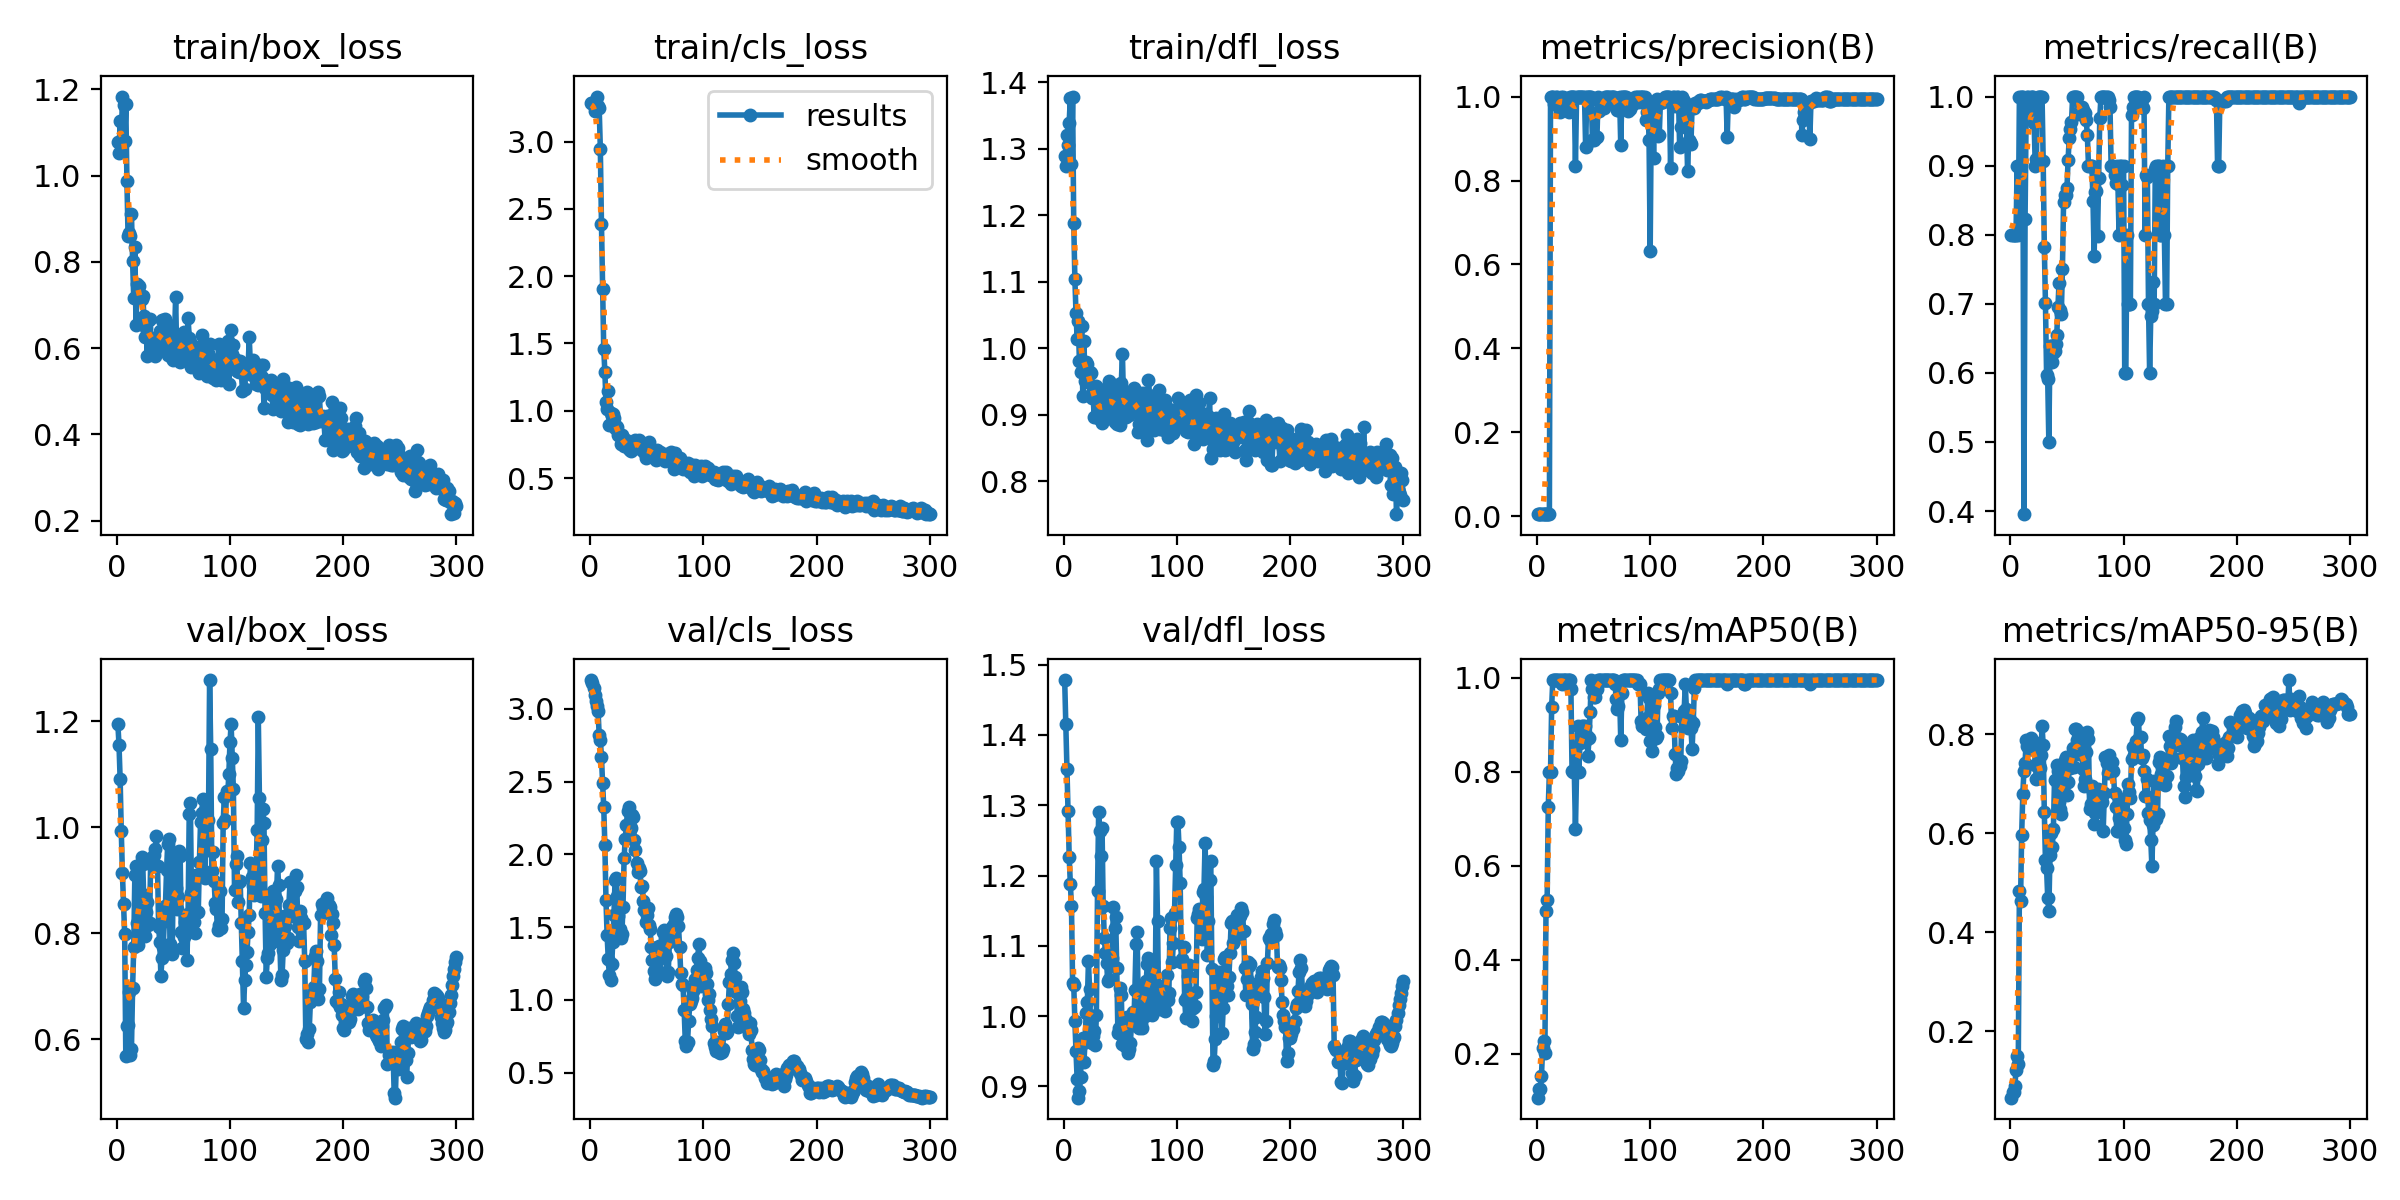 train/box_loss
train/cls_loss
train/dfl_loss
metrics/precision(B)
metrics/recall(B)
1.2
1.0
0.8
0.6
0.4
0.2
0 100 200 300
3.0
2.5
2.0
1.5
1.0
0.5
results
smooth
0 100 200 300
1.4
1.3
1.2
1.1
1.0
0.9
0.8
0 100 200 300
1.0
0.8
0.6
0.4
0.2
0.0
0 100 200 300
1.0
0.9
0.8
0.7
0.6
0.5
0.4
0 100 200 300
val/box_loss
val/cls_loss
val/dfl_loss
metrics/mAP50(B)
metrics/mAP50-95(B)
1.2
1.0
0.8
0.6
0 100 200 300
3.0
2.5
2.0
1.5
1.0
0.5
0 100 200 300
1.5
1.4
1.3
1.2
1.1
1.0
0.9
0 100 200 300
1.0
0.8
0.6
0.4
0.2
0 100 200 300
0.8
0.6
0.4
0.2
0 100 200 300